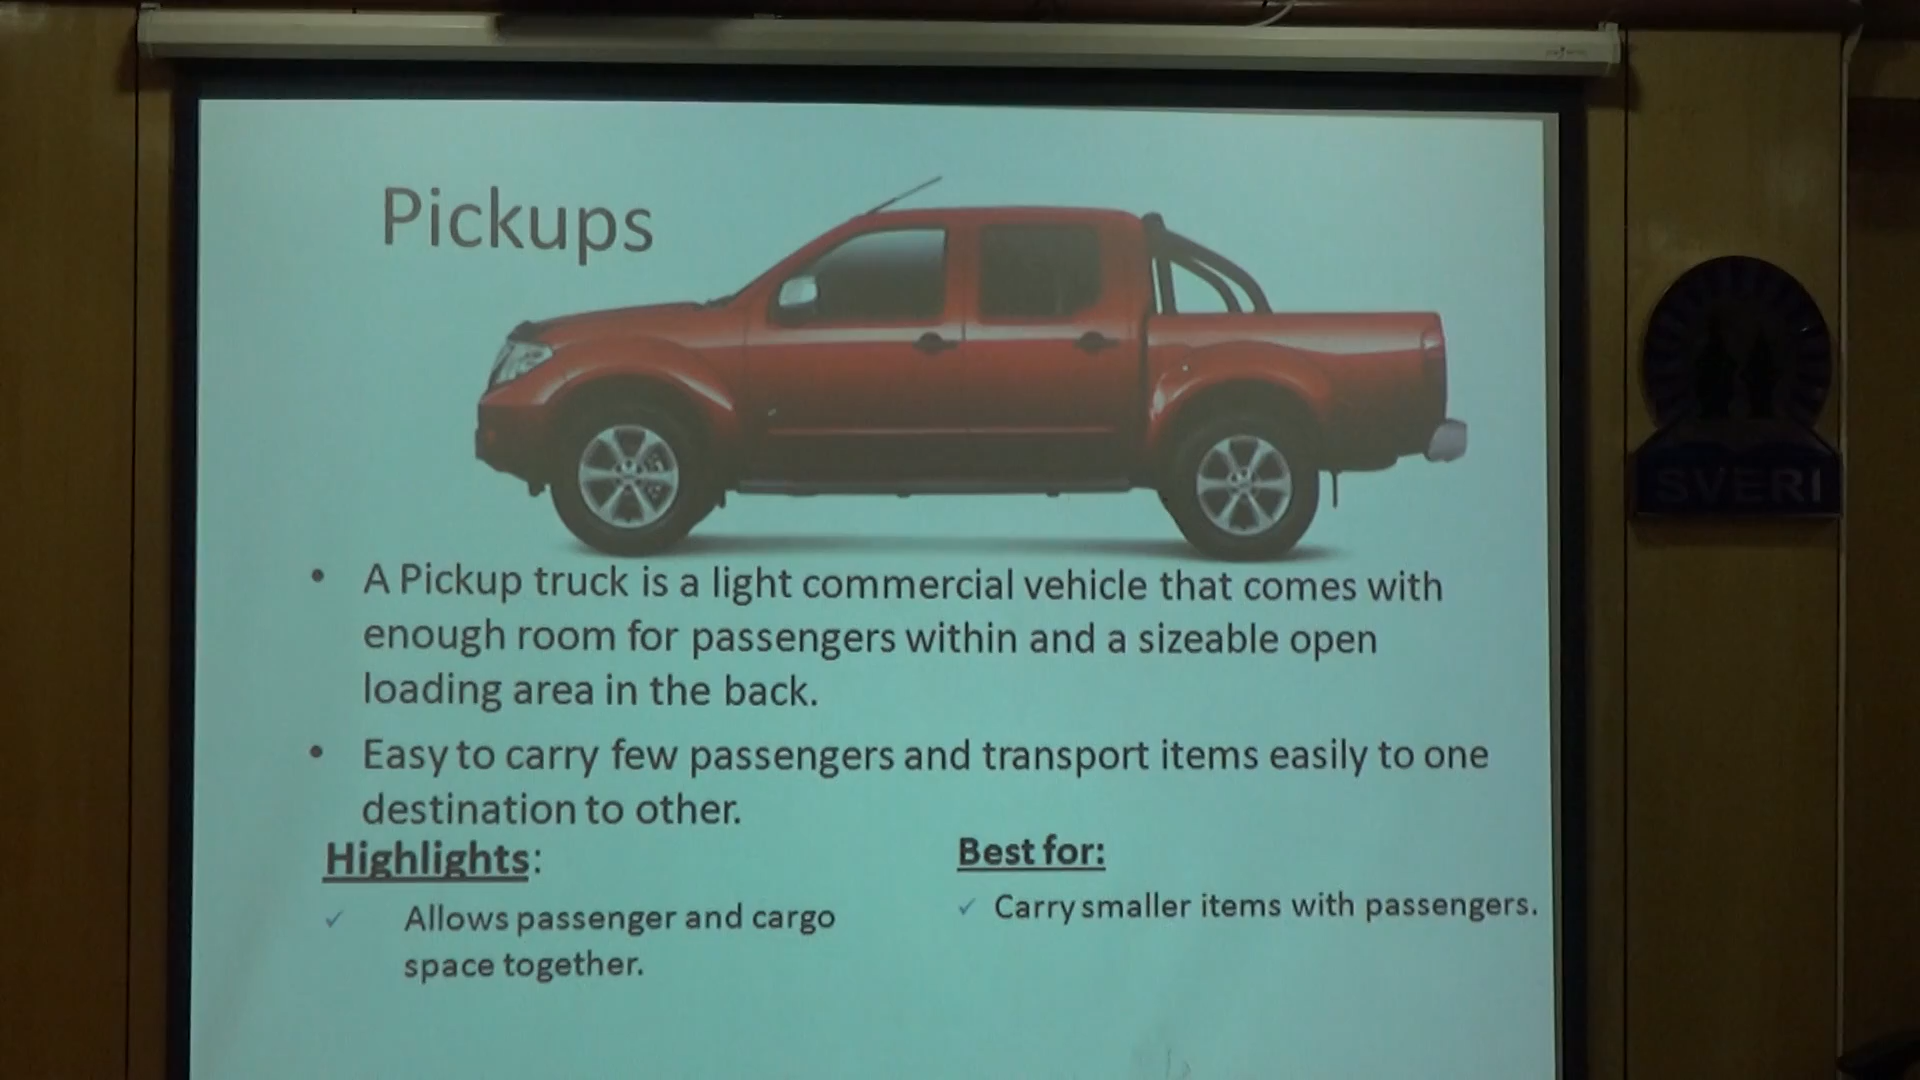 Pickups
• A Pickup truck is a light commercial vehicle that comes with
enough room for passengers within and a sizeable open
loading area in the back.
• Easy to carry few passengers and transport items easily to one
destination to other.
Highlights:
✓ Allows passenger and cargo
space together.
Best for:
✓ Carry smaller items with passengers.
SVERI